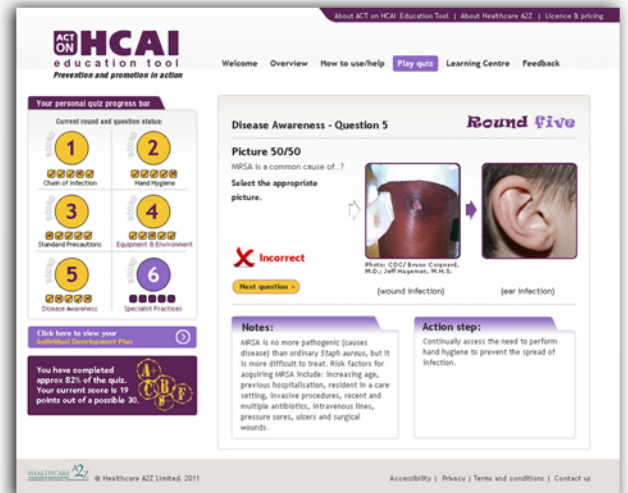 About ACT on HCAI Education Tool | About Healthcare A2Z | Licence & pricing
ACT ON HCAI
education tool
Prevention and promotion in action
Welcome Overview How to use/help Play quiz Learning Centre Feedback
Your personal quiz progress bar
Current round and question status:
ROUND 1 ROUND 2
Chain of Infection Hand Hygiene
ROUND 3 ROUND 4
Standard Precautions Equipment & Environment
ROUND 5 ROUND 6
Disease Awareness Specialist Practices
Click here to view your
Individual Development Plan
You have completed
approx 82% of the quiz.
Your current score is 19
points out of a possible 30.
A+ C B F
Disease Awareness - Question 5 Round five
Picture 50/50
MRSA is a common cause of..?
Select the appropriate
picture.
Incorrect
Next question ›
Photo: CDC/Bruno Coignard,
M.D.; Jeff Hageman, M.H.S.
(wound infection) (ear infection)
Notes:
MRSA is no more pathogenic (causes
disease) than ordinary Staph aureus, but it
is more difficult to treat. Risk factors for
acquiring MRSA include: increasing age,
previous hospitalisation, resident in a care
setting, invasive procedures, recent and
multiple antibiotics, intravenous lines,
pressure sores, ulcers and surgical
wounds.
Action step:
Continually assess the need to perform
hand hygiene to prevent the spread of
infection.
HEALTHCARE A2Z © Healthcare A2Z Limited. 2011
Accessibility | Privacy | Terms and conditions | Contact us